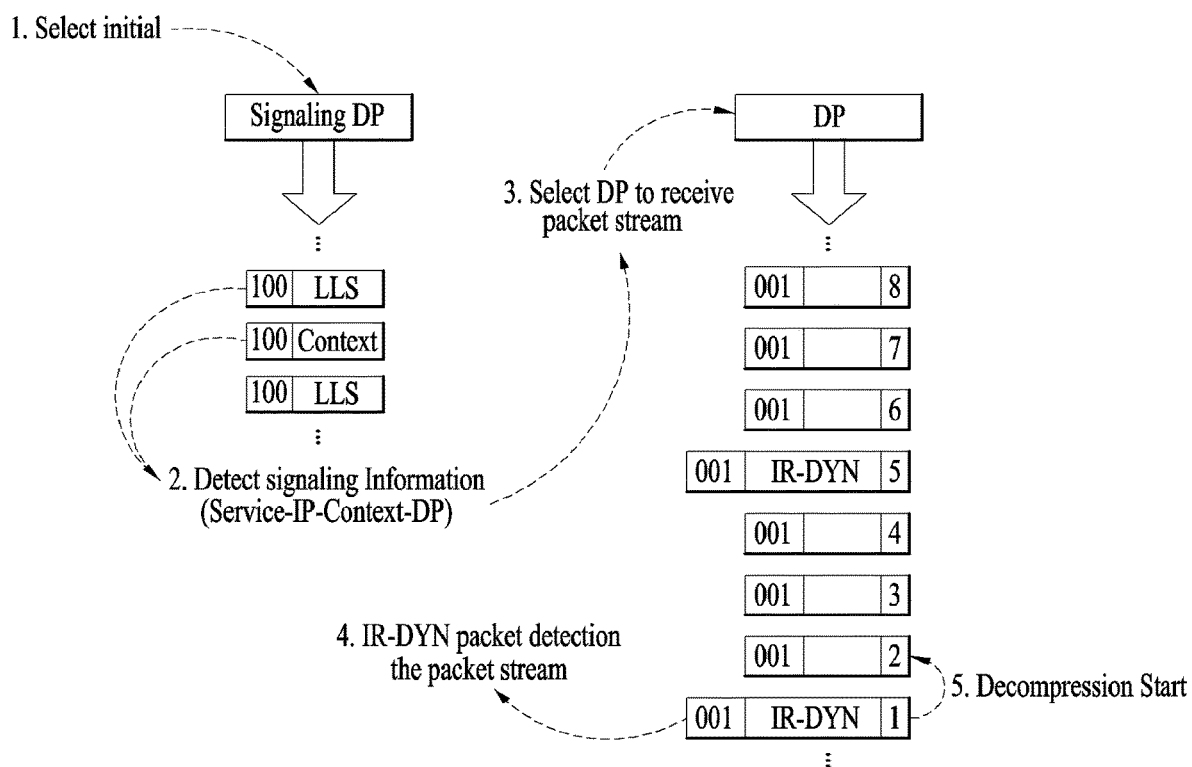 1. Select initial
Signaling DP
⋮
100 LLS
100 Context
100 LLS
⋮
2. Detect signaling Information
(Service-IP-Context-DP)
3. Select DP to receive
packet stream
DP
⋮
001 8
001 7
001 6
001 IR-DYN 5
001 4
001 3
001 2
001 IR-DYN 1
⋮
4. IR-DYN packet detection
the packet stream
5. Decompression Start